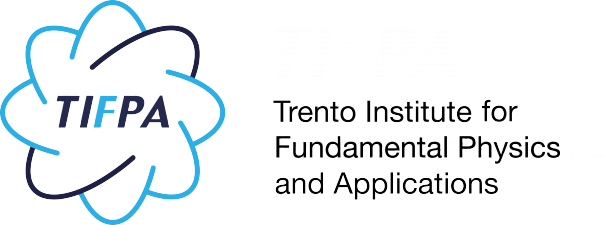 TIFPA
Trento Institute for
Fundamental Physics
and Applications